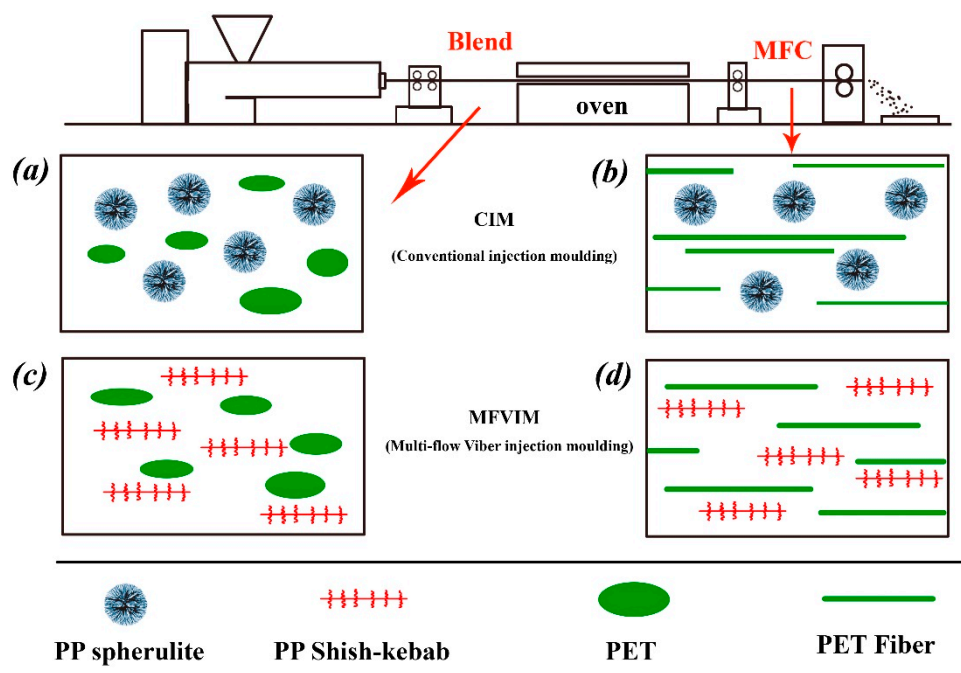 Blend
MFC
oven
(a)
(b)
CIM
(Conventional injection moulding)
(c)
(d)
MFVIM
(Multi-flow Viber injection moulding)
PP spherulite
PP Shish-kebab
PET
PET Fiber